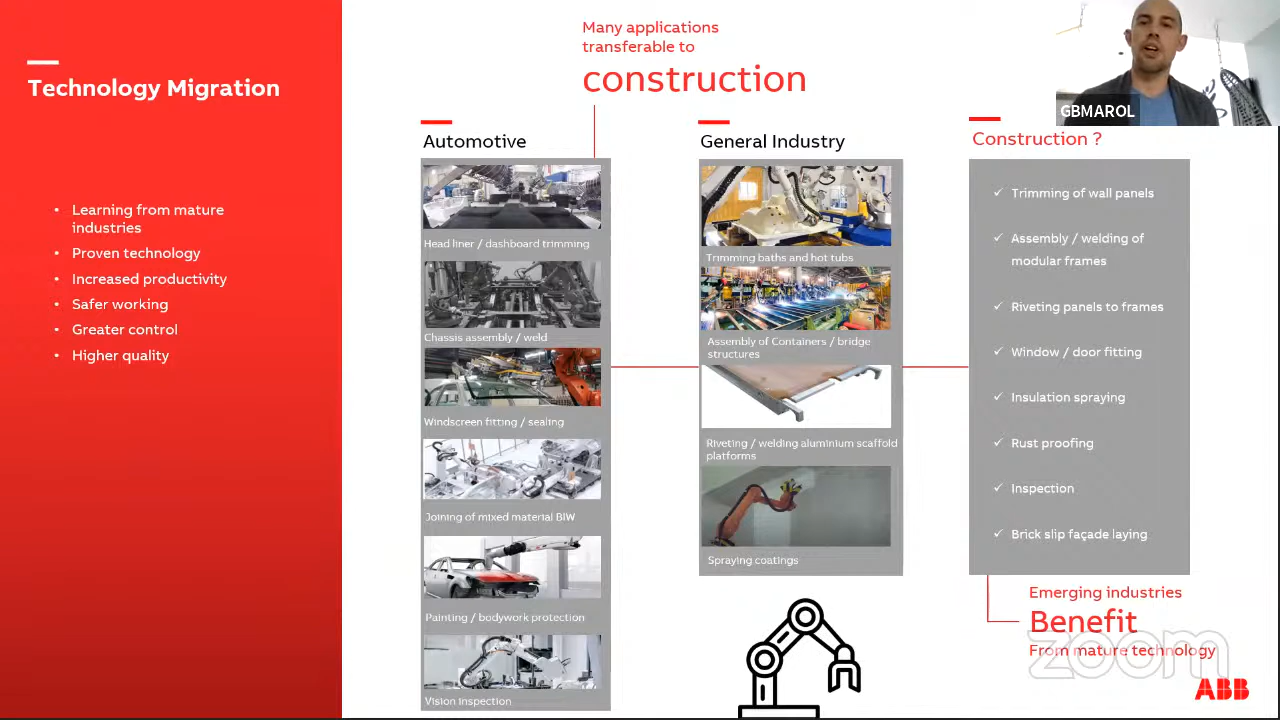 Technology Migration
• Learning from mature
industries
• Proven technology
• Increased productivity
• Safer working
• Greater control
• Higher quality
Many applications
transferable to
construction
Automotive
Head liner / dashboard trimming
Chassis assembly / weld
Windscreen fitting / sealing
Joining of mixed material BIW
Painting / bodywork protection
Vision inspection
General Industry
Trimming baths and hot tubs
Assembly of Containers / bridge
structures
Riveting / welding aluminium scaffold
platforms
Spraying coatings
GBMAROL
Construction ?
✓ Trimming of wall panels
✓ Assembly / welding of
modular frames
✓ Riveting panels to frames
✓ Window / door fitting
✓ Insulation spraying
✓ Rust proofing
✓ Inspection
✓ Brick slip façade laying
Emerging industries
Benefit
From mature technology
zoom
ABB